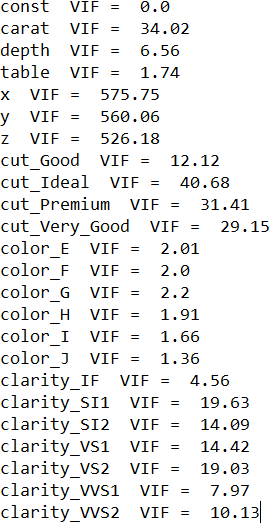 const  VIF =  0.0
carat  VIF =  34.02
depth  VIF =  6.56
table  VIF =  1.74
x  VIF =  575.75
y  VIF =  560.06
z  VIF =  526.18
cut_Good  VIF =  12.12
cut_Ideal  VIF =  40.68
cut_Premium  VIF =  31.41
cut_Very_Good  VIF =  29.15
color_E  VIF =  2.01
color_F  VIF =  2.0
color_G  VIF =  2.2
color_H  VIF =  1.91
color_I  VIF =  1.66
color_J  VIF =  1.36
clarity_IF  VIF =  4.56
clarity_SI1  VIF =  19.63
clarity_SI2  VIF =  14.09
clarity_VS1  VIF =  14.42
clarity_VS2  VIF =  19.03
clarity_VVS1  VIF =  7.97
clarity_VVS2  VIF =  10.13